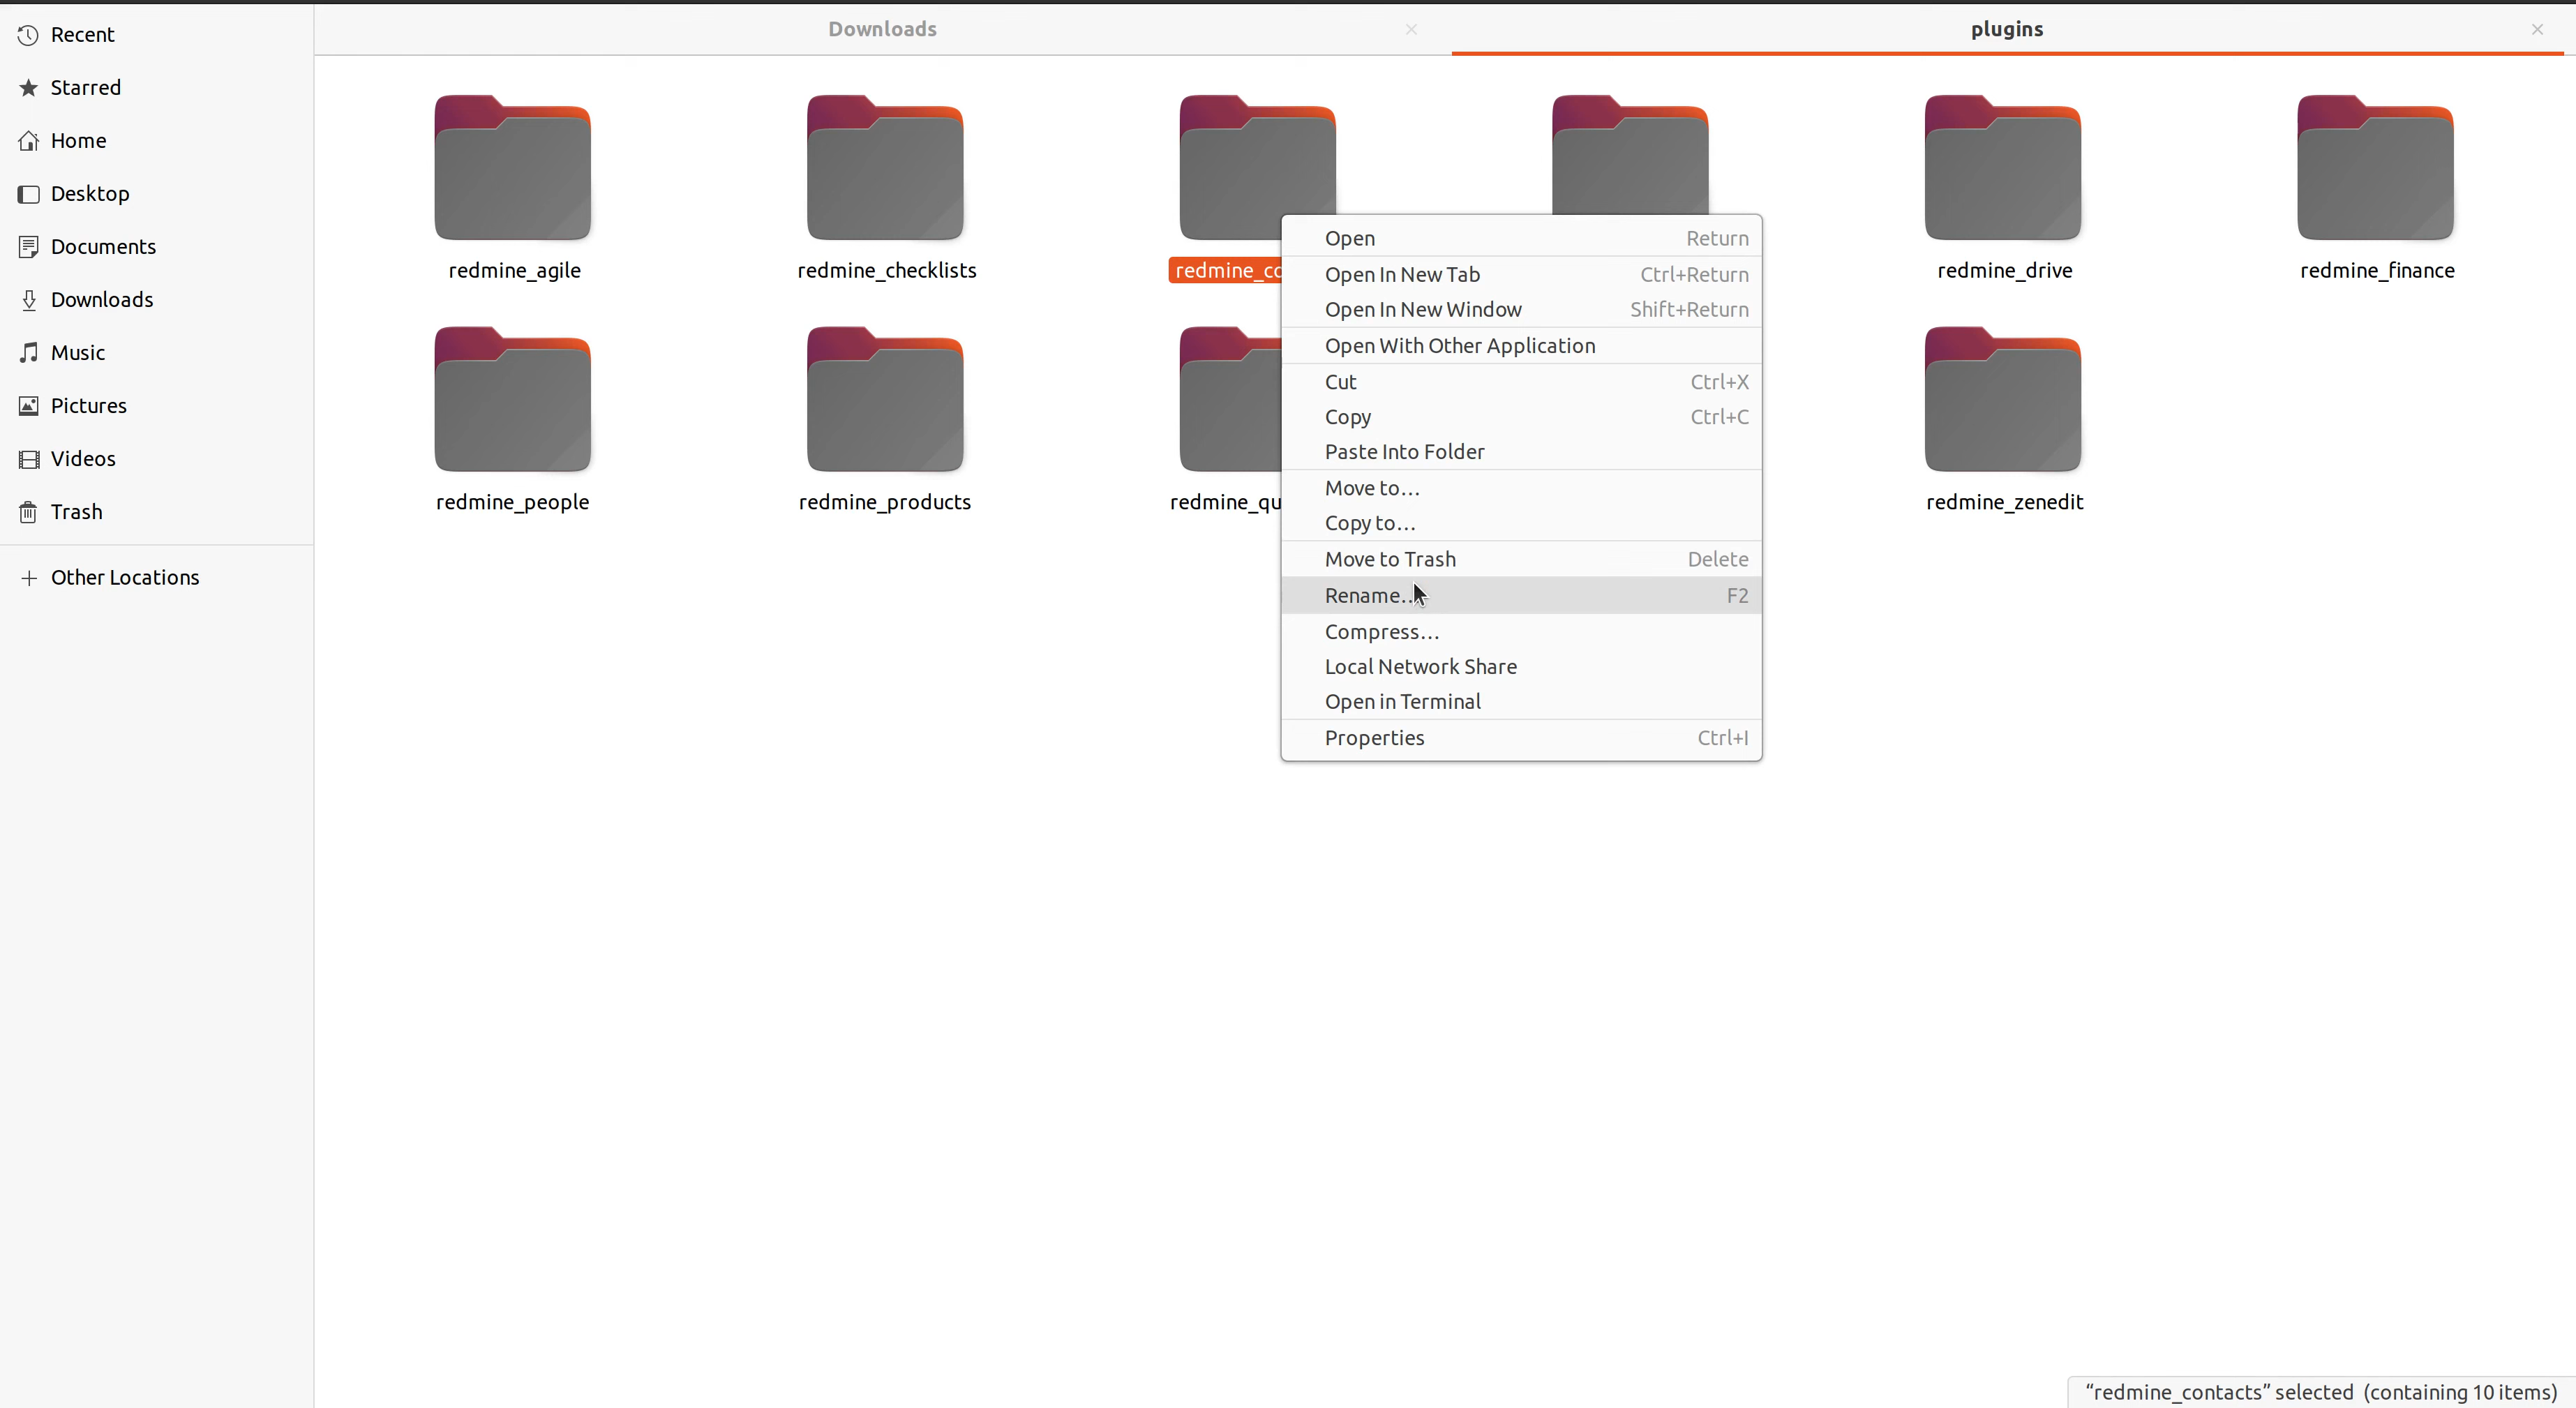 Recent
Starred
Home
Desktop
Documents
Downloads
Music
Pictures
Videos
Trash
Other Locations
Downloads
plugins
redmine_agile
redmine_checklists
redmine_co
redmine_drive
redmine_finance
redmine_people
redmine_products
redmine_qu
redmine_zenedit
Open Return
Open In New Tab Ctrl+Return
Open In New Window Shift+Return
Open With Other Application
Cut Ctrl+X
Copy Ctrl+C
Paste Into Folder
Move to…
Copy to…
Move to Trash Delete
Rename… F2
Compress…
Local Network Share
Open in Terminal
Properties Ctrl+I
“redmine_contacts” selected (containing 10 items)